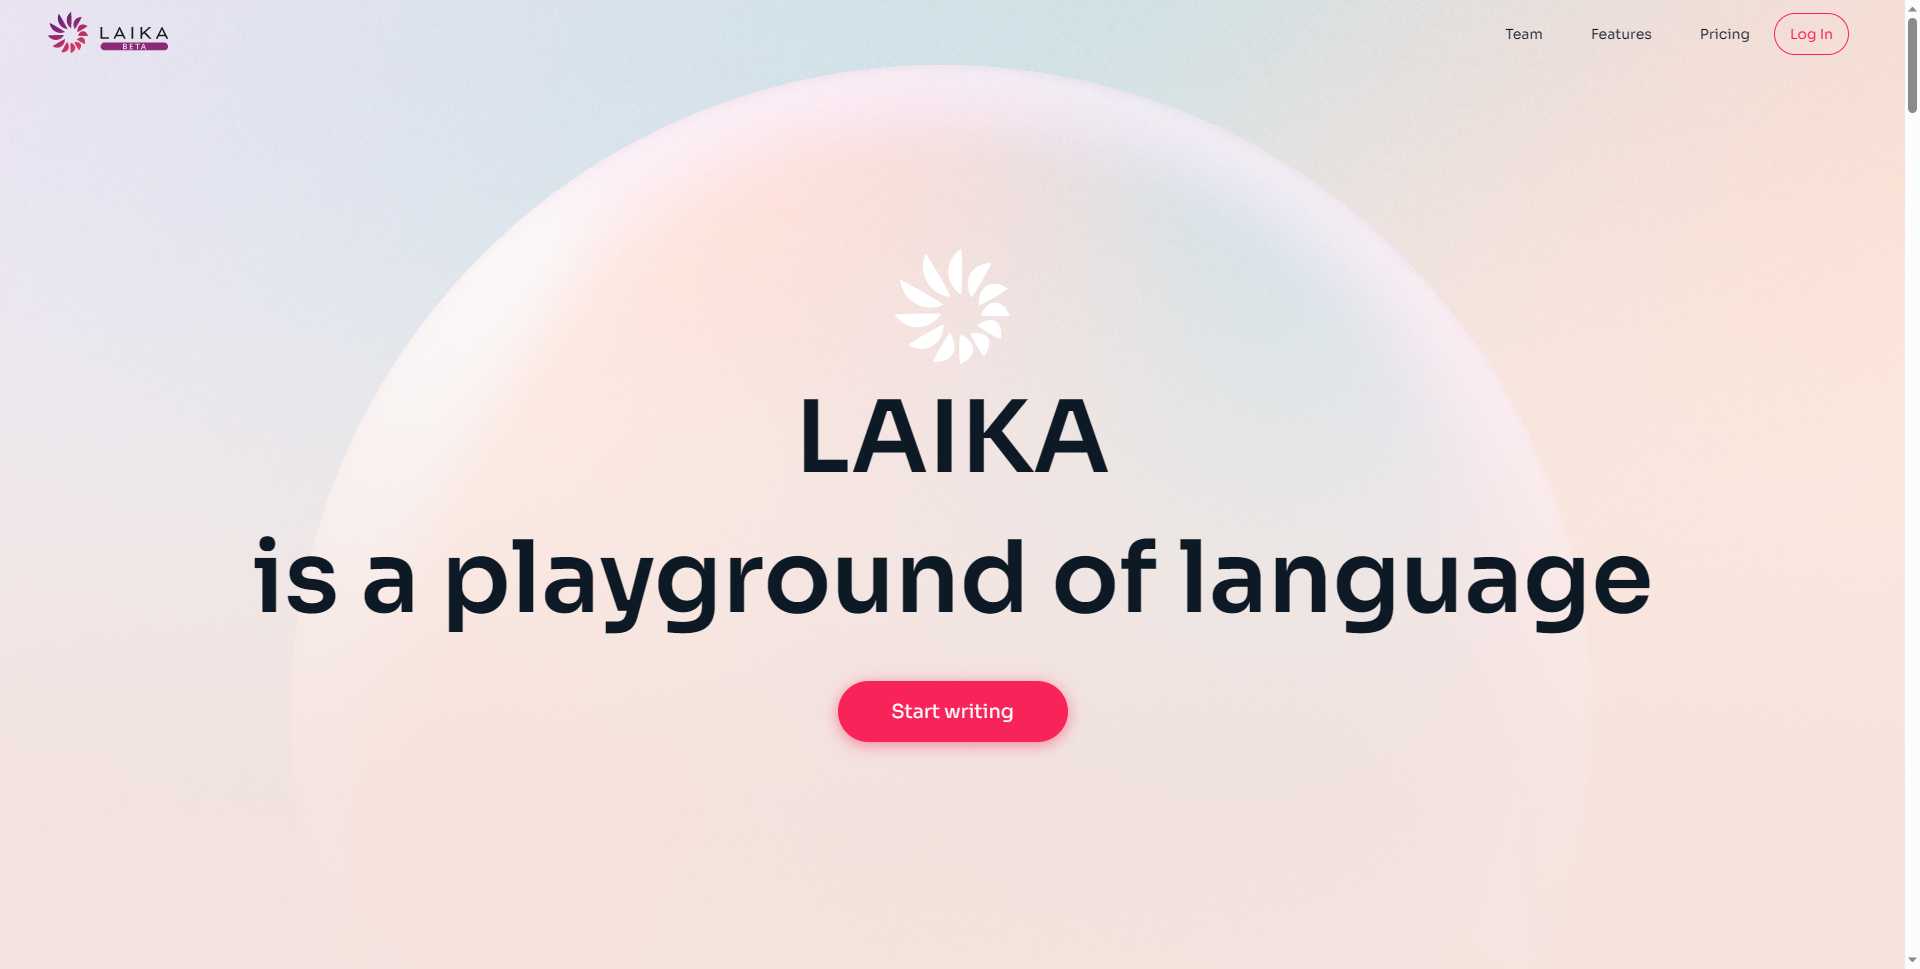 LAIKA
BETA
Team
Features
Pricing
Log In
LAIKA
is a playground of language
Start writing